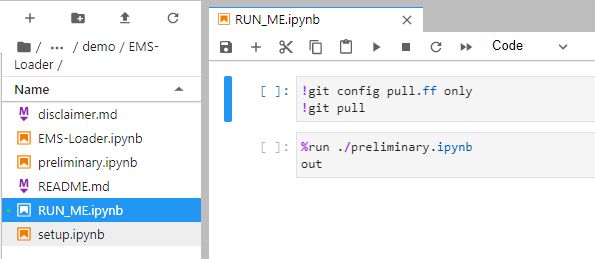 / ··· / demo / EMS-
Loader /
Name
disclaimer.md
EMS-Loader.ipynb
preliminary.ipynb
README.md
RUN_ME.ipynb
setup.ipynb
RUN_ME.ipynb
Code
[ ]: !git config pull.ff only
!git pull
[ ]: %run ./preliminary.ipynb
out